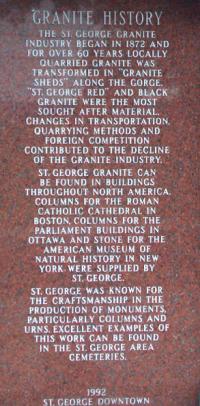 GRANITE HISTORY
THE ST. GEORGE GRANITE
INDUSTRY BEGAN IN 1872 AND
FOR OVER 60 YEARS LOCALLY
QUARRIED GRANITE WAS
TRANSFORMED IN "GRANITE
SHEDS" ALONG THE GORGE.
"ST. GEORGE RED" AND BLACK
GRANITE WERE THE MOST
SOUGHT AFTER MATERIAL.
CHANGES IN TRANSPORTATION,
QUARRYING METHODS AND
FOREIGN COMPETITION
CONTRIBUTED TO THE DECLINE
OF THE GRANITE INDUSTRY.
ST. GEORGE GRANITE CAN
BE FOUND IN BUILDINGS
THROUGHOUT NORTH AMERICA.
COLUMNS FOR THE ROMAN
CATHOLIC CATHEDRAL IN
BOSTON, COLUMNS FOR THE
PARLIAMENT BUILDINGS IN
OTTAWA AND STONE FOR THE
AMERICAN MUSEUM OF
NATURAL HISTORY IN NEW
YORK WERE SUPPLIED BY
ST. GEORGE.
ST. GEORGE WAS KNOWN FOR
THE CRAFTSMANSHIP IN THE
PRODUCTION OF MONUMENTS,
PARTICULARLY COLUMNS AND
URNS. EXCELLENT EXAMPLES OF
THIS WORK CAN BE FOUND
IN THE ST. GEORGE AREA
CEMETERIES.
1992
ST. GEORGE DOWNTOWN